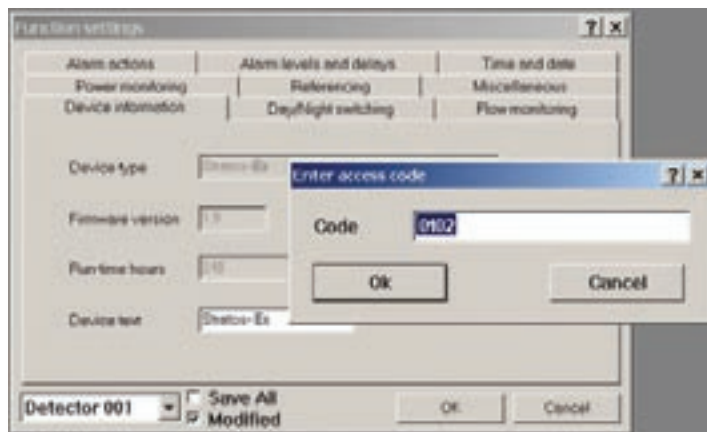 Function settings
Alarm actions
Alarm levels and delays
Time and date
Power monitoring
Referencing
Miscellaneous
Device information
Day/Night switching
Flow monitoring
Device type
Stratos-Ex
Firmware version
Run-time hours
Device text
Stratos-Ex
Enter access code
Code
0102
Ok
Cancel
Detector 001
Save All
Modified
OK
Cancel